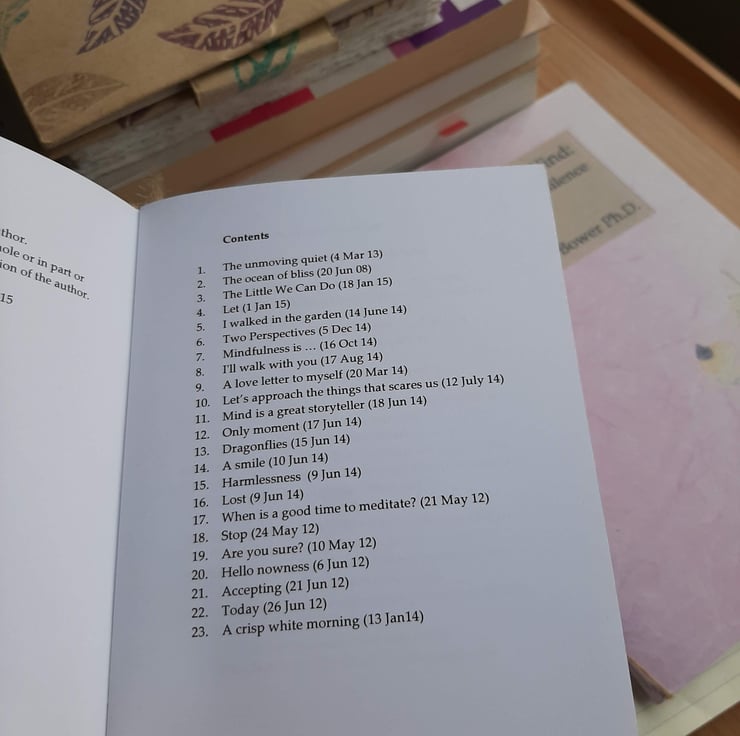 thor.
ole or in part or
ion of the author.
15
Contents
1. The unmoving quiet (4 Mar 13)
2. The ocean of bliss (20 Jun 08)
3. The Little We Can Do (18 Jan 15)
4. Let (1 Jan 15)
5. I walked in the garden (14 June 14)
6. Two Perspectives (5 Dec 14)
7. Mindfulness is … (16 Oct 14)
8. I'll walk with you (17 Aug 14)
9. A love letter to myself (20 Mar 14)
10. Let's approach the things that scares us (12 July 14)
11. Mind is a great storyteller (18 Jun 14)
12. Only moment (17 Jun 14)
13. Dragonflies (15 Jun 14)
14. A smile (10 Jun 14)
15. Harmlessness (9 Jun 14)
16. Lost (9 Jun 14)
17. When is a good time to meditate? (21 May 12)
18. Stop (24 May 12)
19. Are you sure? (10 May 12)
20. Hello nowness (6 Jun 12)
21. Accepting (21 Jun 12)
22. Today (26 Jun 12)
23. A crisp white morning (13 Jan14)
ind:
ilence
Bower Ph.D.